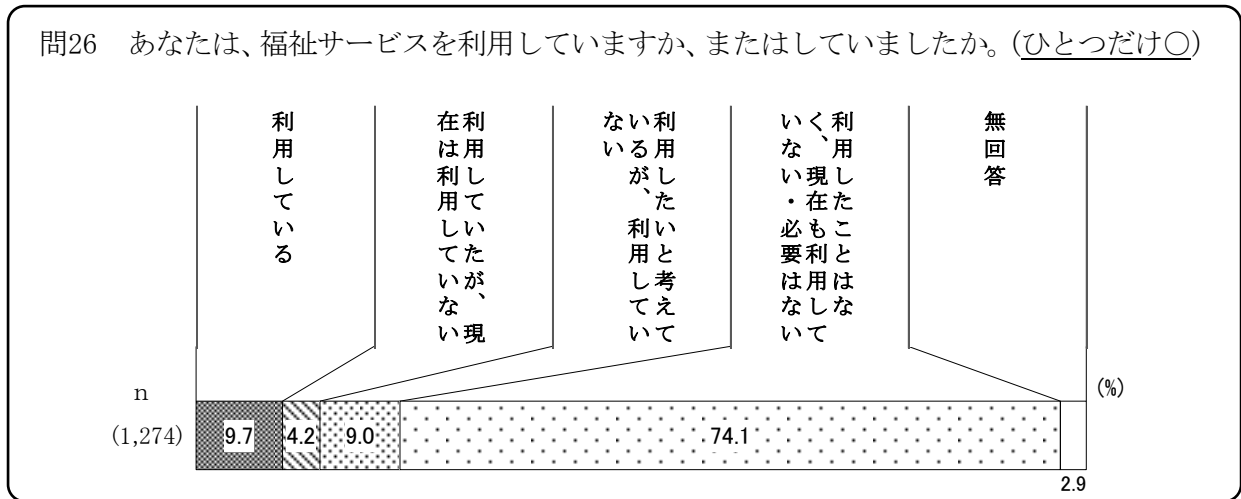 問26　あなたは、福祉サービスを利用していますか、またはしていましたか。(ひとつだけ○)
利用している
利用していたが、現
在は利用していない
利用したいと考えて
いるが、利用してい
ない
利用したことはな
く、現在も利用して
いない・必要はない
無回答
n
(%)
(1,274)
9.7
4.2
9.0
74.1
2.9